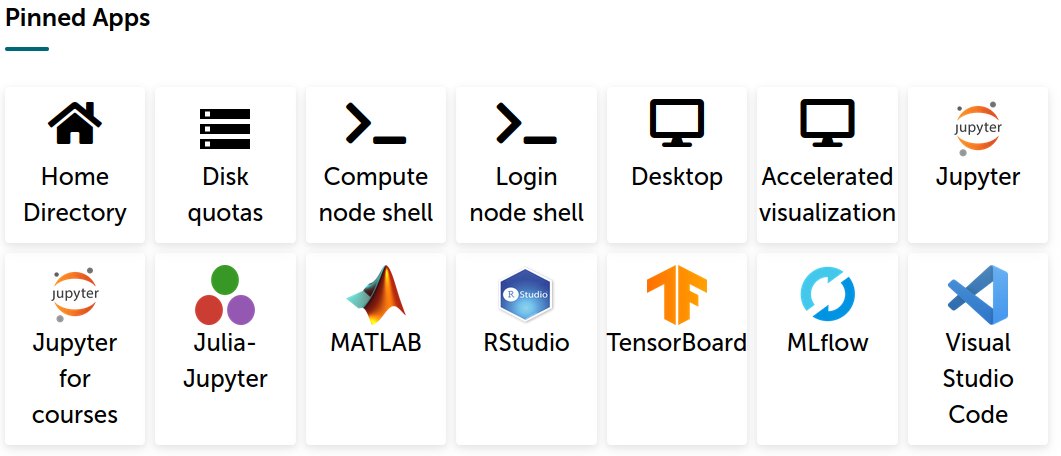 Pinned Apps
Home Directory
Disk quotas
Compute node shell
Login node shell
Desktop
Accelerated visualization
jupyter
Jupyter
jupyter
Jupyter for courses
Julia-Jupyter
MATLAB
R Studio
RStudio
TensorBoard
MLflow
Visual Studio Code